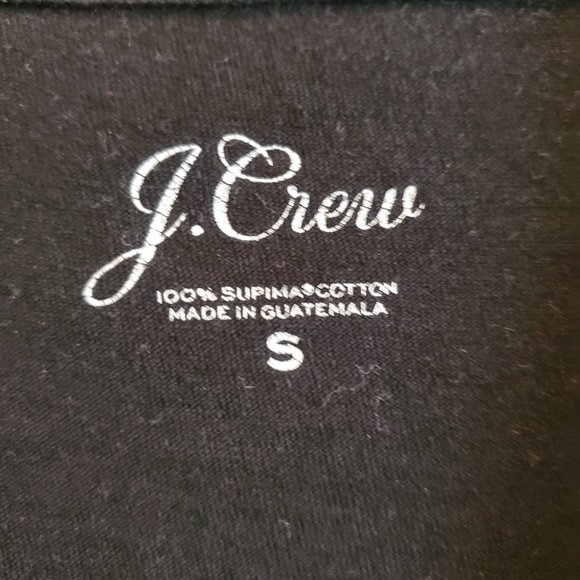 J.Crew
100% SUPIMA® COTTON
MADE IN GUATEMALA
S